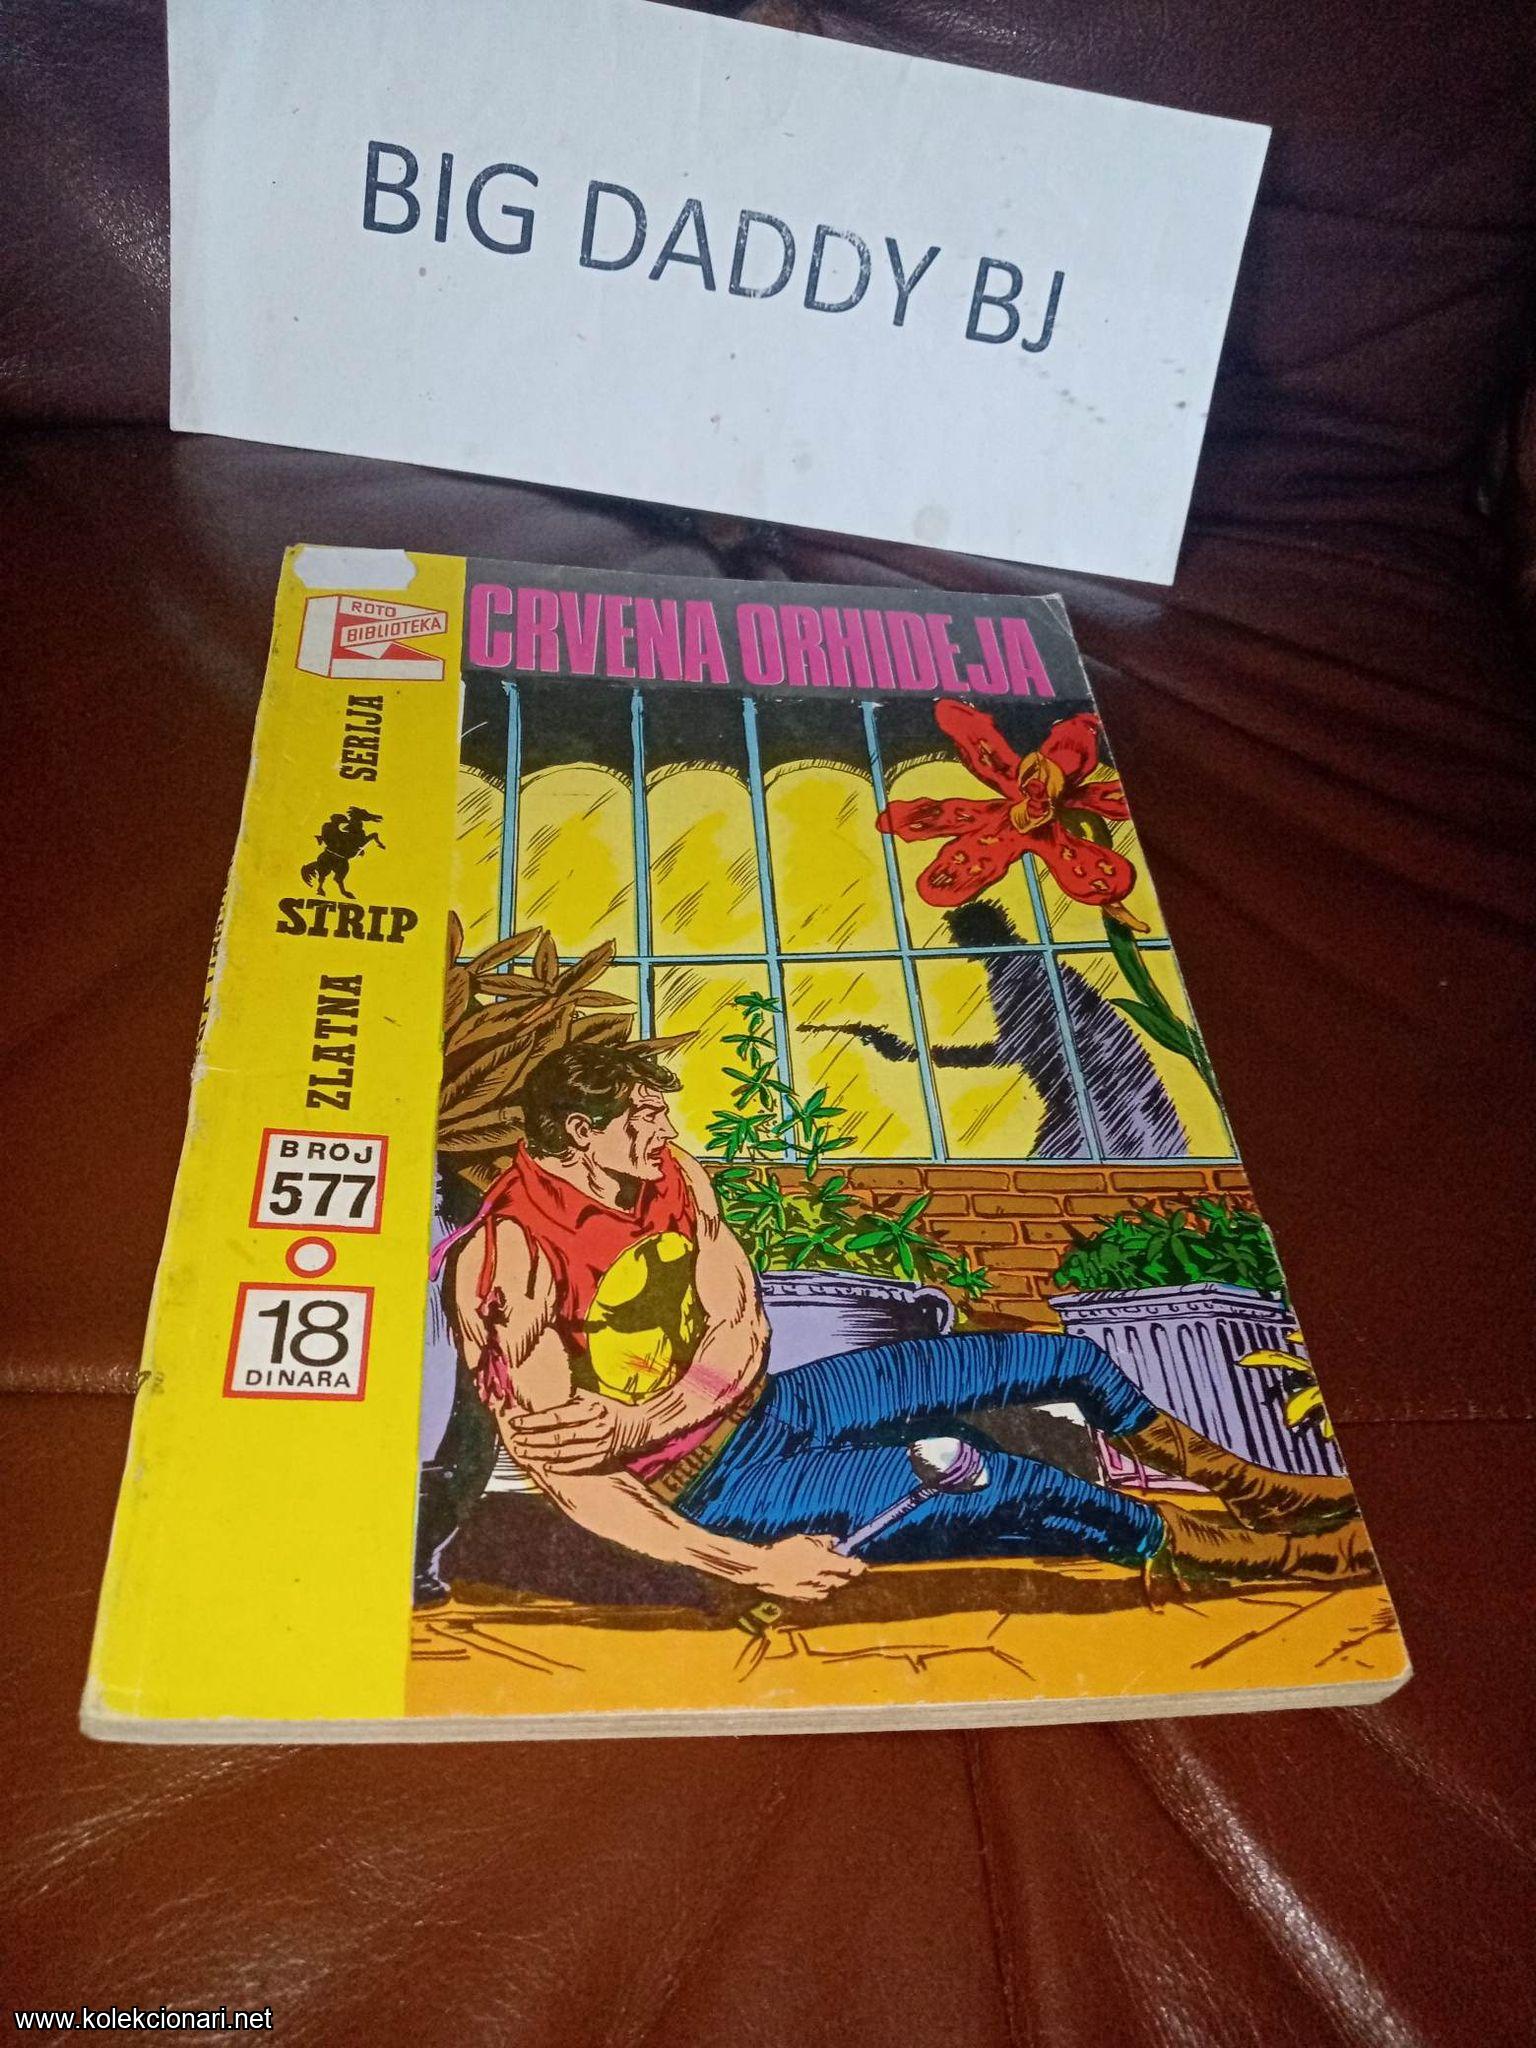 BIG DADDY BJ
ROTO
BIBLIOTEKA
CRVENA ORHIDEJA
ZLATNA
SERIJA
STRIP
BROJ
577
18
DINARA
www.kolekcionari.net